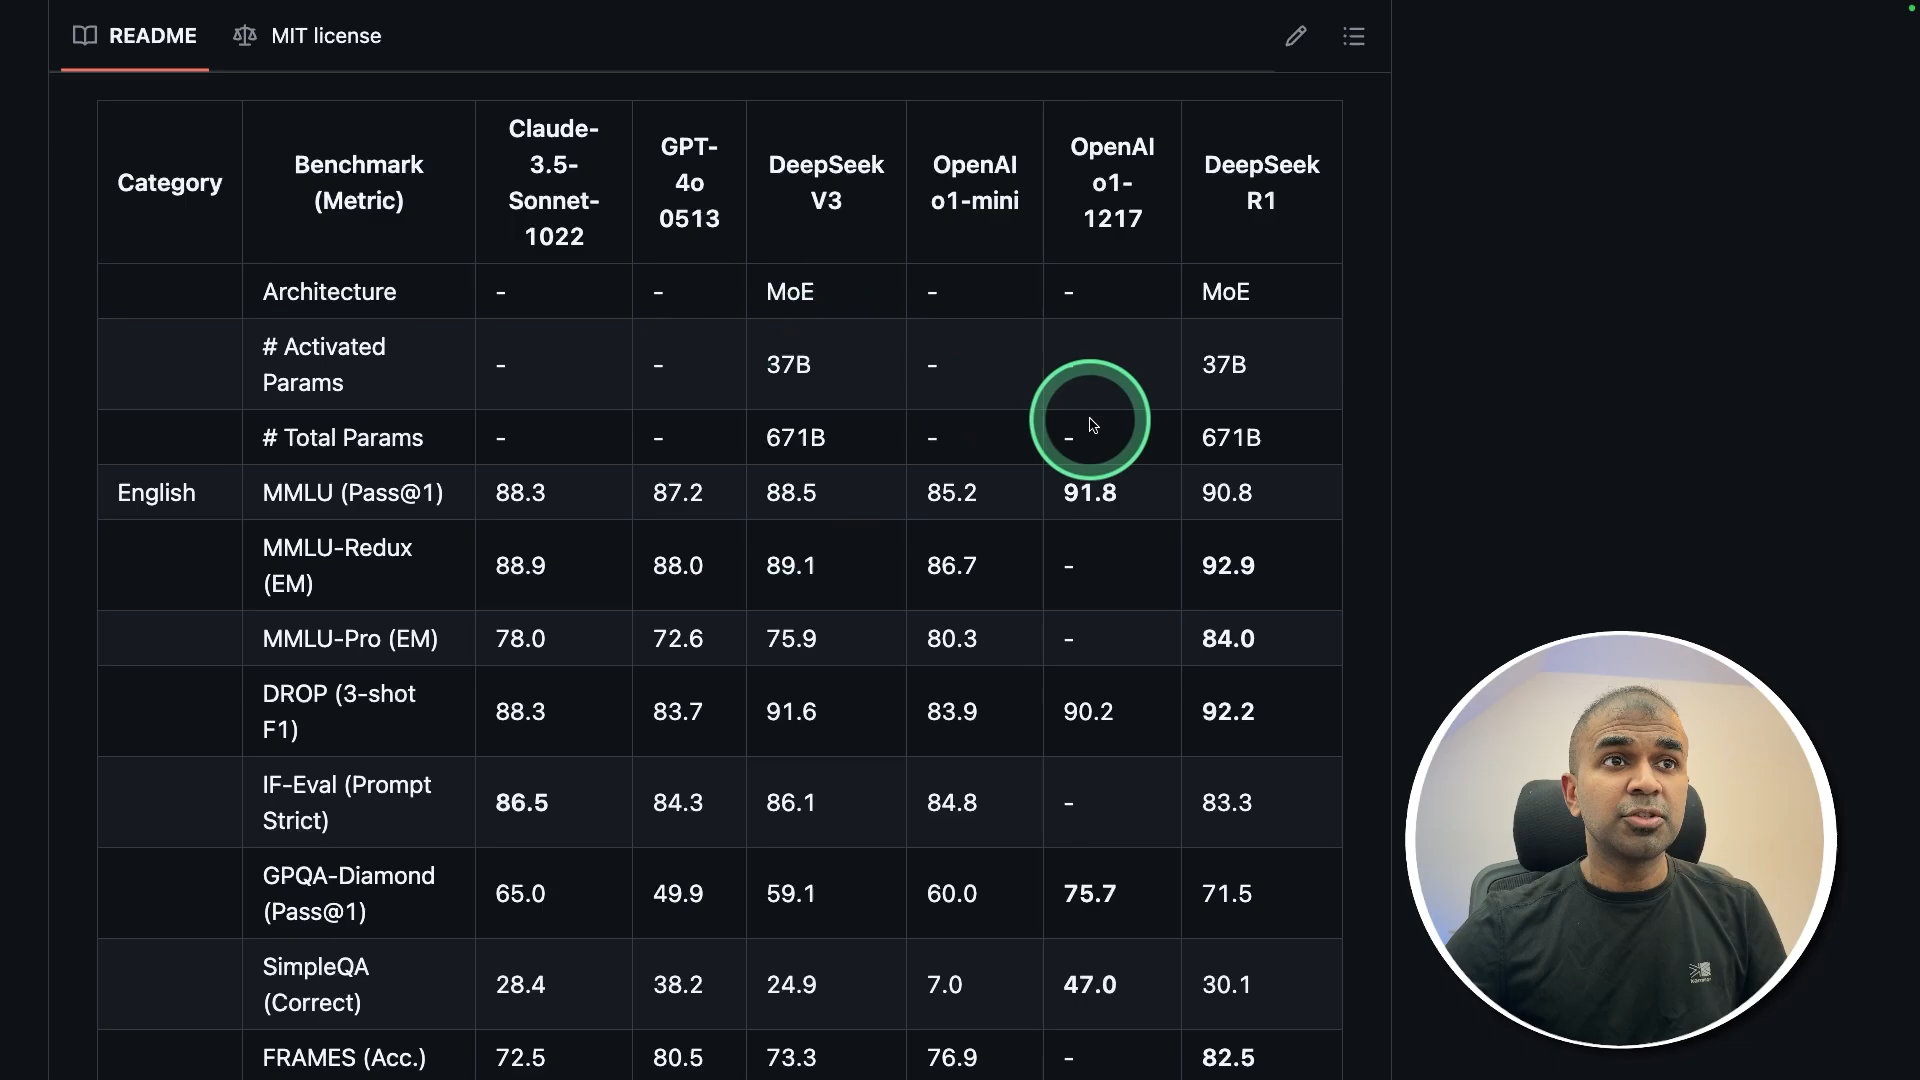 README MIT license
Category Benchmark (Metric) Claude-3.5-Sonnet-1022 GPT-4o 0513 DeepSeek V3 OpenAI o1-mini OpenAI o1-1217 DeepSeek R1
Architecture - - MoE - - MoE
# Activated Params - - 37B - 37B
# Total Params - - 671B - - 671B
English MMLU (Pass@1) 88.3 87.2 88.5 85.2 91.8 90.8
MMLU-Redux (EM) 88.9 88.0 89.1 86.7 - 92.9
MMLU-Pro (EM) 78.0 72.6 75.9 80.3 - 84.0
DROP (3-shot F1) 88.3 83.7 91.6 83.9 90.2 92.2
IF-Eval (Prompt Strict) 86.5 84.3 86.1 84.8 - 83.3
GPQA-Diamond (Pass@1) 65.0 49.9 59.1 60.0 75.7 71.5
SimpleQA (Correct) 28.4 38.2 24.9 7.0 47.0 30.1
FRAMES (Acc.) 72.5 80.5 73.3 76.9 - 82.5